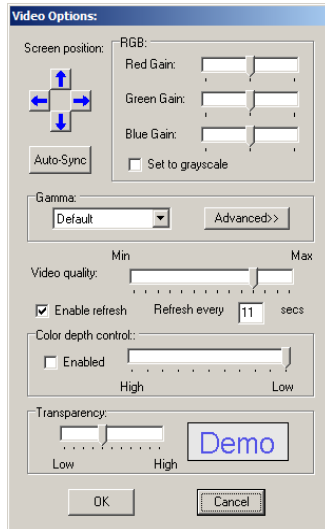 Video Options:
Screen position:
RGB:
Red Gain:
Green Gain:
Blue Gain:
Auto-Sync
Set to grayscale
Gamma:
Default
Advanced>>
Min Max
Video quality:
Enable refresh Refresh every 11 secs
Color depth control::
Enabled
High Low
Transparency:
Demo
Low High
OK Cancel